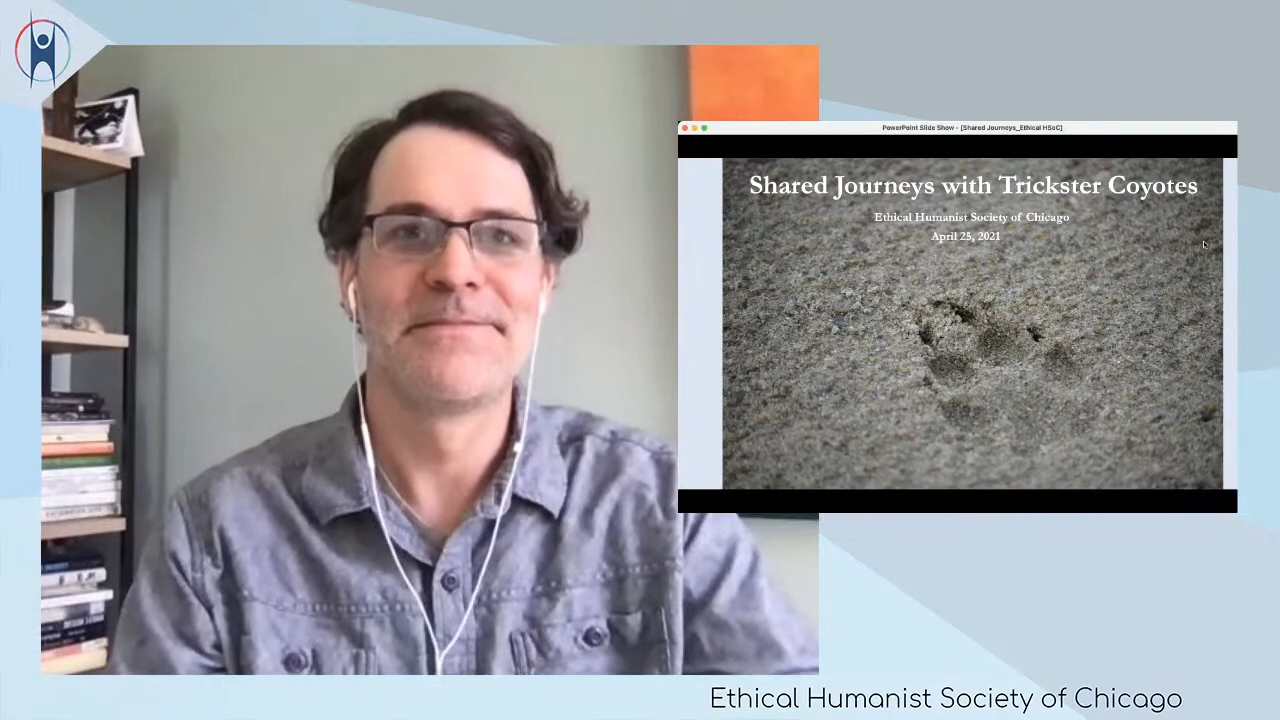 PowerPoint Slide Show - [Shared Journeys_Ethical HSoC]
Shared Journeys with Trickster Coyotes
Ethical Humanist Society of Chicago
April 25, 2021
Ethical Humanist Society of Chicago